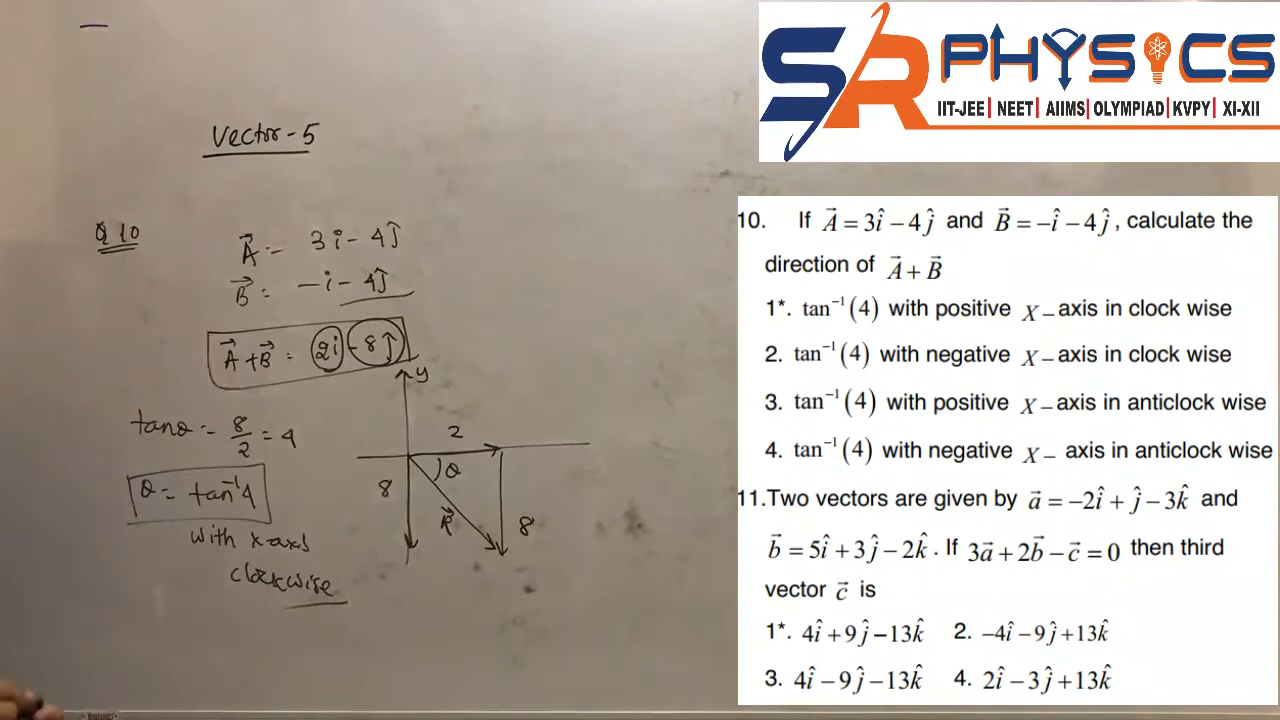 SR PHYSICS
IIT-JEE | NEET | AIIMS | OLYMPIAD | KVPY | XI-XII
Vector-5
Q 10
A⃗ = 3i - 4ĵ
B⃗ = -i - 4ĵ
A⃗ + B⃗ = 2i - 8ĵ
y
tanθ = 8/2 = 4
2
θ
8
R⃗
8
θ = tan⁻¹4
with x axis
clockwise
10. If A⃗ = 3î − 4ĵ and B⃗ = −î − 4ĵ, calculate the
direction of A⃗ + B⃗
1*. tan⁻¹(4) with positive X – axis in clock wise
2. tan⁻¹(4) with negative X – axis in clock wise
3. tan⁻¹(4) with positive X – axis in anticlock wise
4. tan⁻¹(4) with negative X – axis in anticlock wise
11.Two vectors are given by a⃗ = −2î + ĵ − 3k̂ and
b⃗ = 5î + 3ĵ − 2k̂. If 3a⃗ + 2b⃗ − c⃗ = 0 then third
vector c⃗ is
1*. 4î + 9ĵ − 13k̂ 2. −4î − 9ĵ + 13k̂
3. 4î − 9ĵ − 13k̂ 4. 2î − 3ĵ + 13k̂